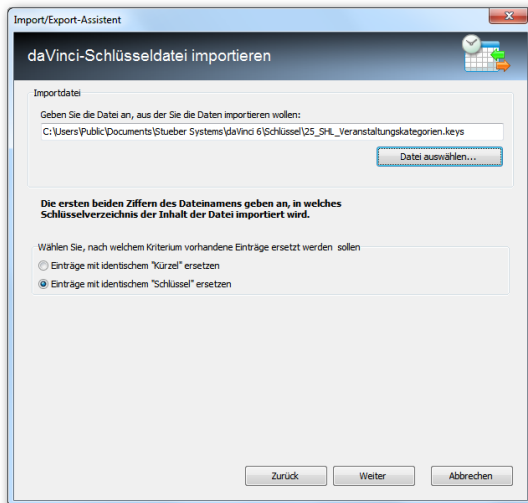 Import/Export-Assistent
daVinci-Schlüsseldatei importieren
Importdatei
Geben Sie die Datei an, aus der Sie die Daten importieren wollen:
C:\Users\Public\Documents\Stueber Systems\daVinci 6\Schlüssel\25_SHL_Veranstaltungskategorien.keys
Datei auswählen...
Die ersten beiden Ziffern des Dateinamens geben an, in welches
Schlüsselverzeichnis der Inhalt der Datei importiert wird.
Wählen Sie, nach welchem Kriterium vorhandene Einträge ersetzt werden sollen
Einträge mit identischem "Kürzel" ersetzen
Einträge mit identischem "Schlüssel" ersetzen
Zurück
Weiter
Abbrechen